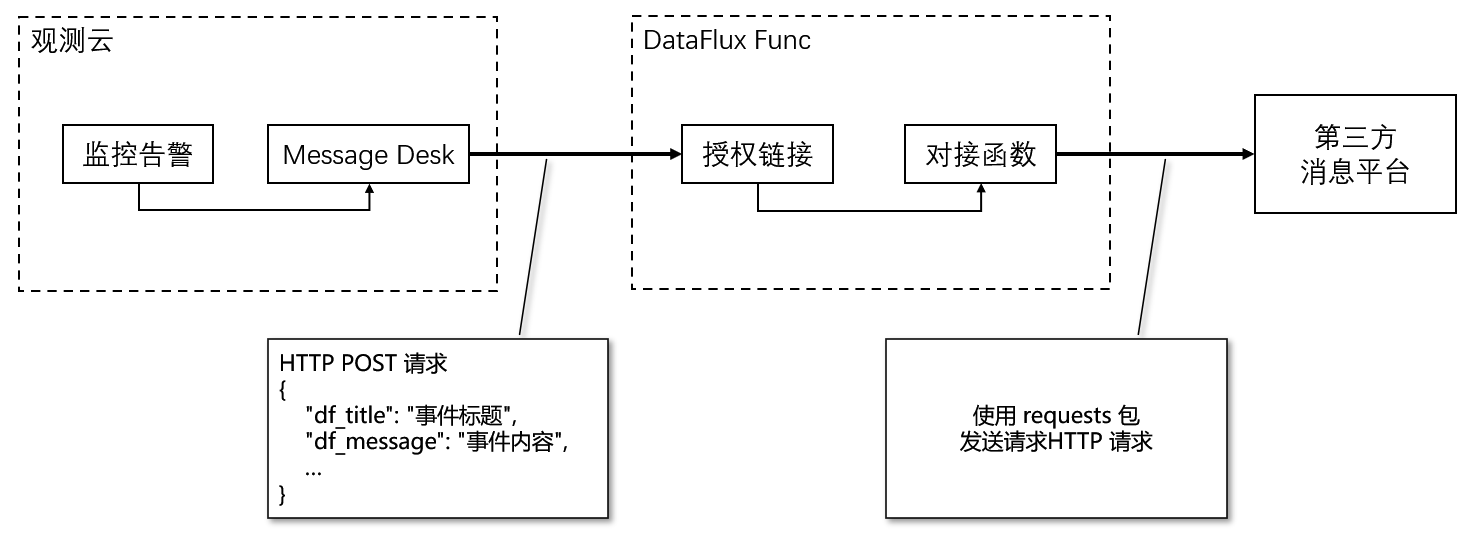 观测云
DataFlux Func
监控告警
Message Desk
授权链接
对接函数
第三方
消息平台
HTTP POST 请求
{
"df_title": "事件标题",
"df_message": "事件内容",
...
}
使用 requests 包
发送请求HTTP 请求